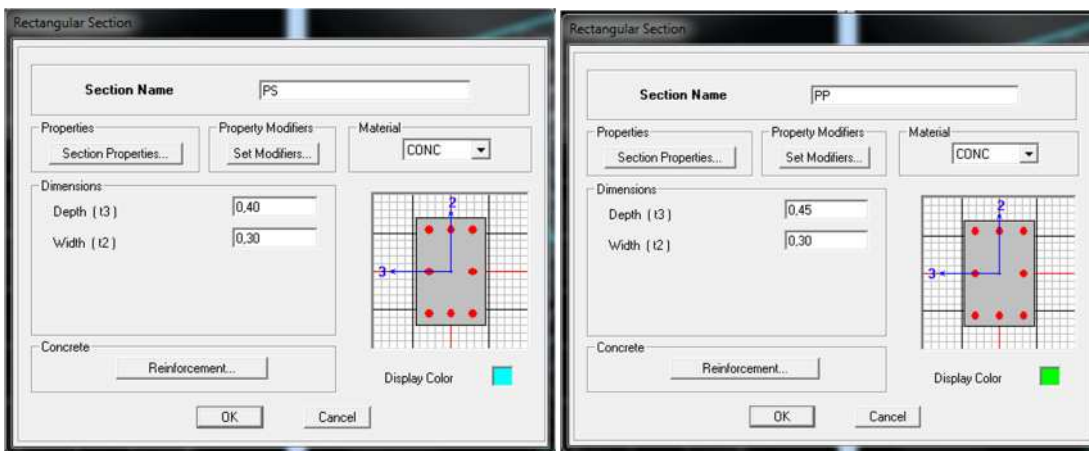 Rectangular Section
Section Name PS
Properties Property Modifiers Material
Section Properties... Set Modifiers... CONC
Dimensions
Depth ( t3 ) 0,40
Width ( t2 ) 0,30
2
3
Concrete
Reinforcement... Display Color
OK Cancel
Rectangular Section
Section Name PP
Properties Property Modifiers Material
Section Properties... Set Modifiers... CONC
Dimensions
Depth ( t3 ) 0,45
Width ( t2 ) 0,30
2
3
Concrete
Reinforcement... Display Color
OK Cancel